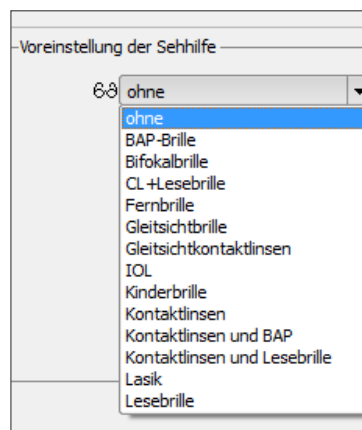 Voreinstellung der Sehhilfe
ohne
ohne
BAP-Brille
Bifokalbrille
CL+Lesebrille
Fernbrille
Gleitsichtbrille
Gleitsichtkontaktlinsen
IOL
Kinderbrille
Kontaktlinsen
Kontaktlinsen und BAP
Kontaktlinsen und Lesebrille
Lasik
Lesebrille